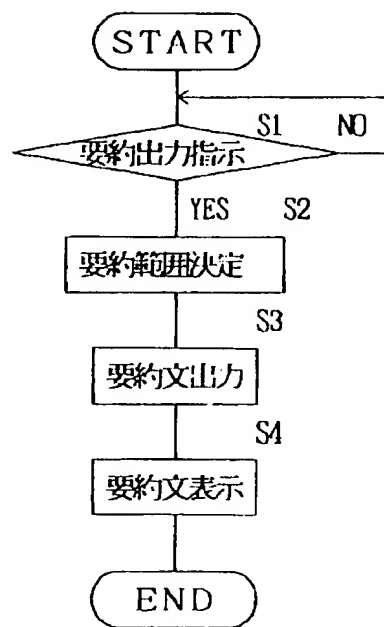 START
S1 NO
要約出力指示
YES S2
要約範囲決定
S3
要約文出力
S4
要約文表示
END